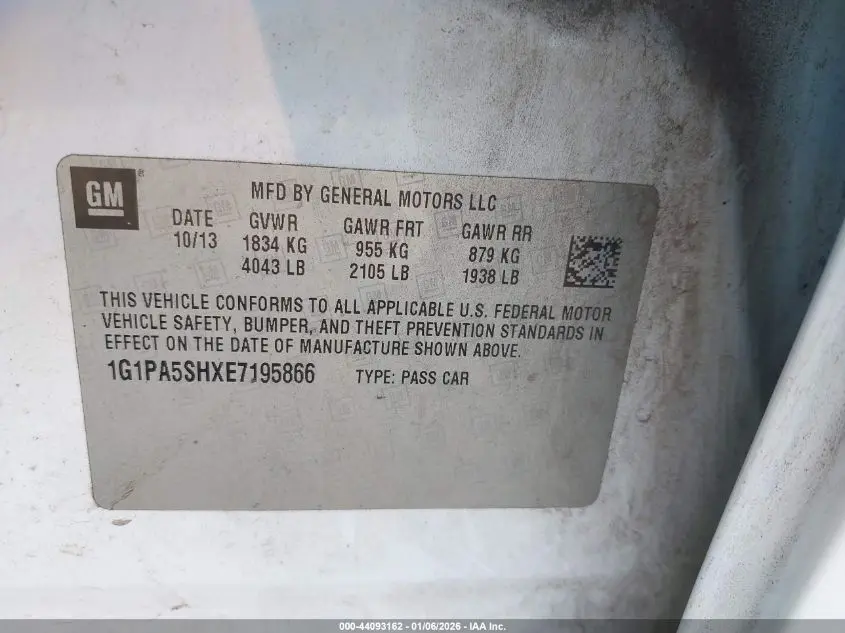 GM ®
MFD BY GENERAL MOTORS LLC
DATE GVWR GAWR FRT GAWR RR
10/13 1834 KG 955 KG 879 KG
4043 LB 2105 LB 1938 LB
THIS VEHICLE CONFORMS TO ALL APPLICABLE U.S. FEDERAL MOTOR
VEHICLE SAFETY, BUMPER, AND THEFT PREVENTION STANDARDS IN
EFFECT ON THE DATE OF MANUFACTURE SHOWN ABOVE.
1G1PA5SHXE7195866 TYPE: PASS CAR
000-44093162 - 01/06/2026 - IAA Inc.